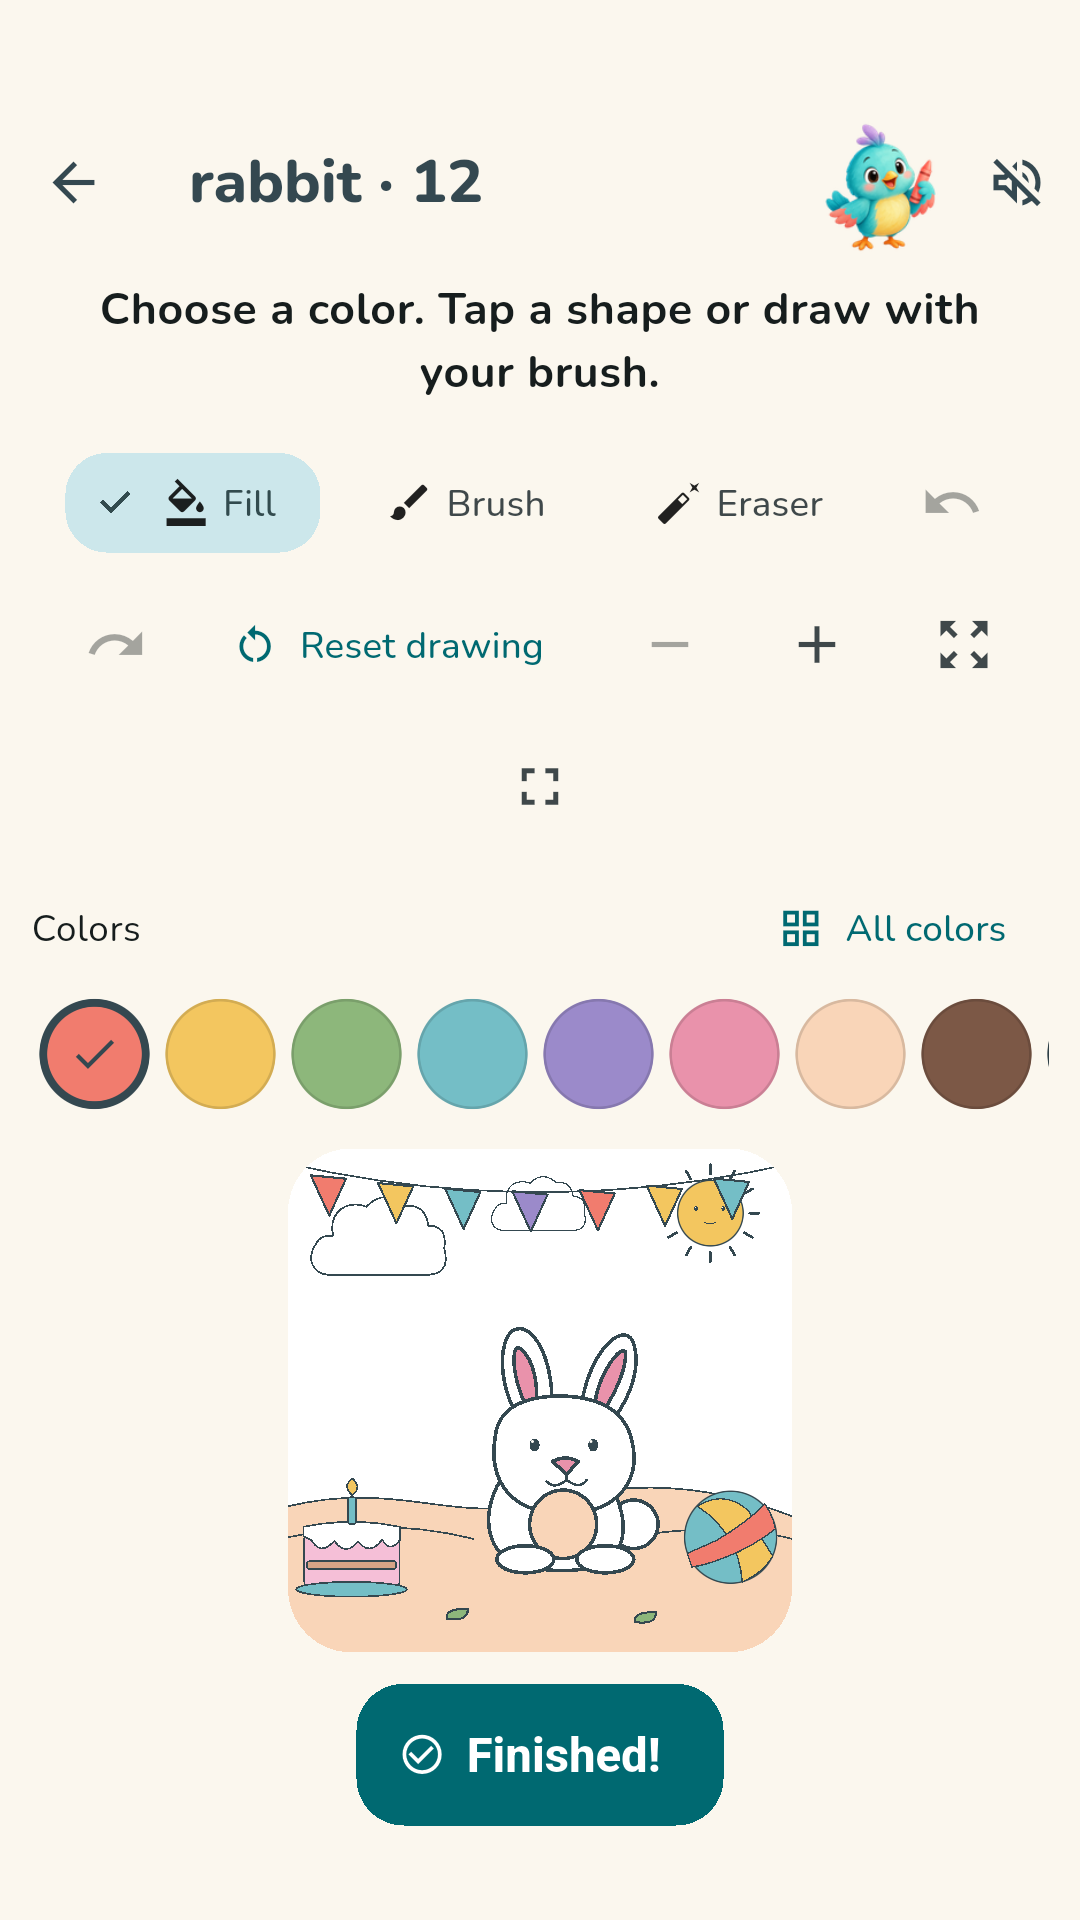 rabbit · 12
Choose a color. Tap a shape or draw with
your brush.
Fill
Brush
Eraser
Reset drawing
Colors
All colors
Finished!